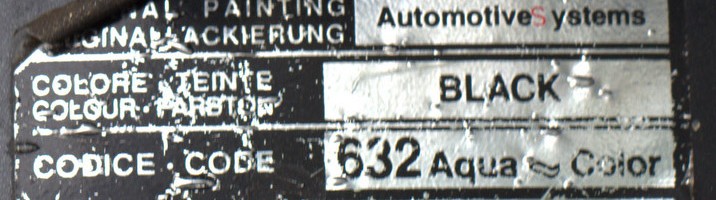 PAINTING AutomotiveSystems
LACKIERUNG
COLORE · TEINTE BLACK
COLOUR · FARBTON
CODICE · CODE 632 Aqua ≈ Color